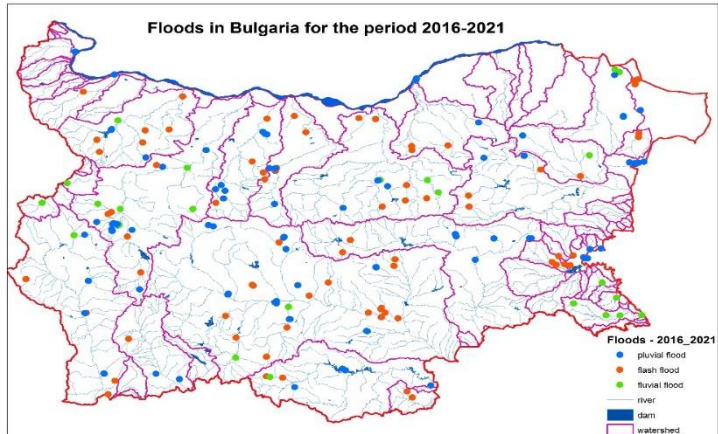 Floods in Bulgaria for the period 2016-2021
Floods - 2016_2021
pluvial flood
flash flood
fluvial flood
river
dam
watershed